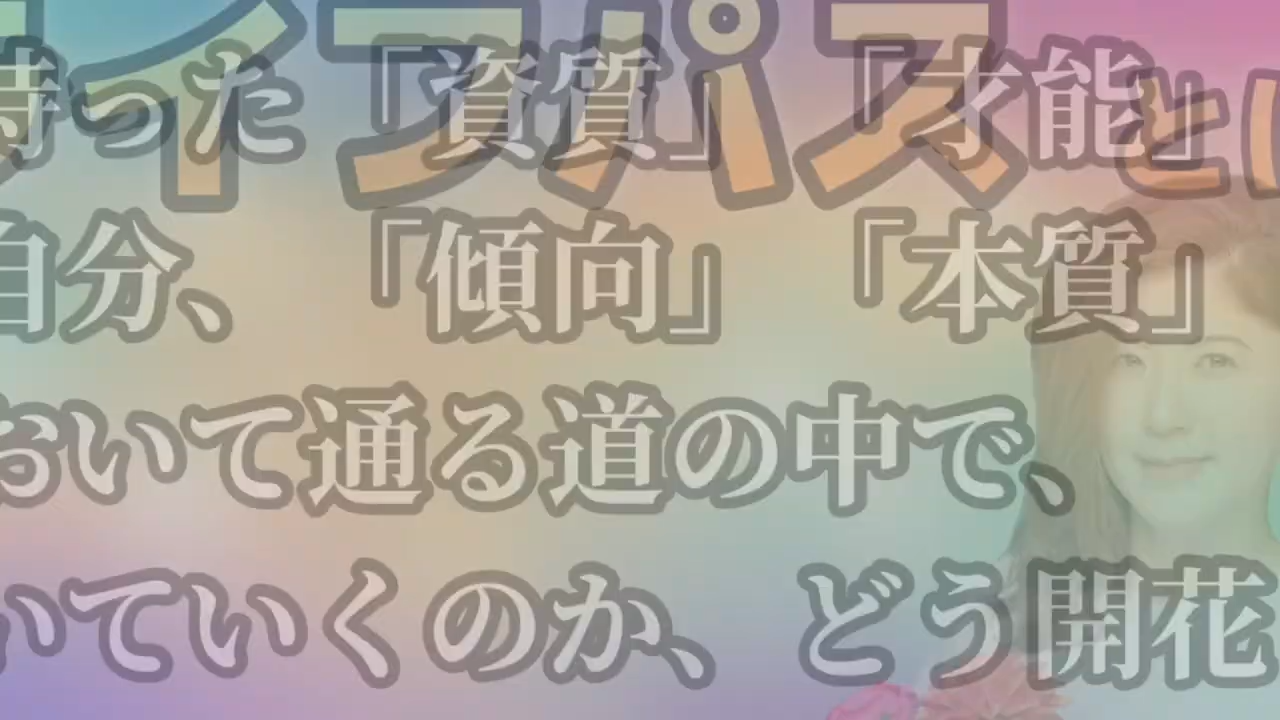 イフパスと
持った「資質」「才能」
自分、「傾向」「本質」
おいて通る道の中で、
いていくのか、どう開花